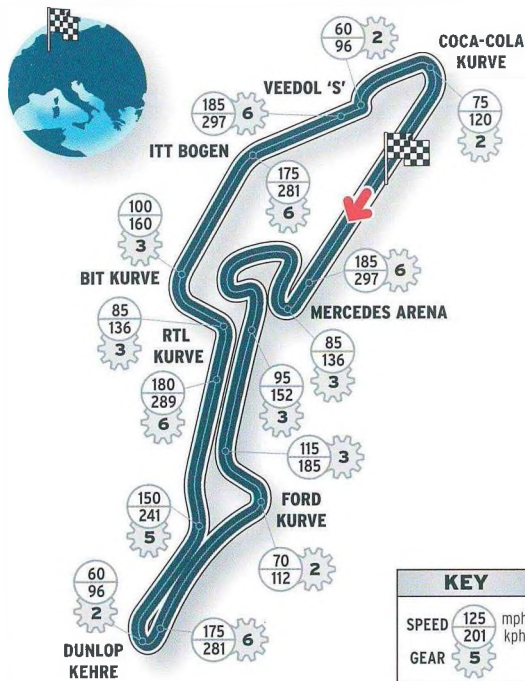 60
96
2
COCA-COLA
KURVE
VEEDOL 'S'
185
297
6
75
120
2
ITT BOGEN
175
281
6
100
160
3
BIT KURVE
185
297
6
MERCEDES ARENA
85
136
3
RTL
KURVE
85
136
3
95
152
3
180
289
6
115
185
3
150
241
5
FORD
KURVE
70
112
2
60
96
2
DUNLOP
KEHRE
175
281
6
KEY
SPEED 125 mph
201 kph
GEAR 5